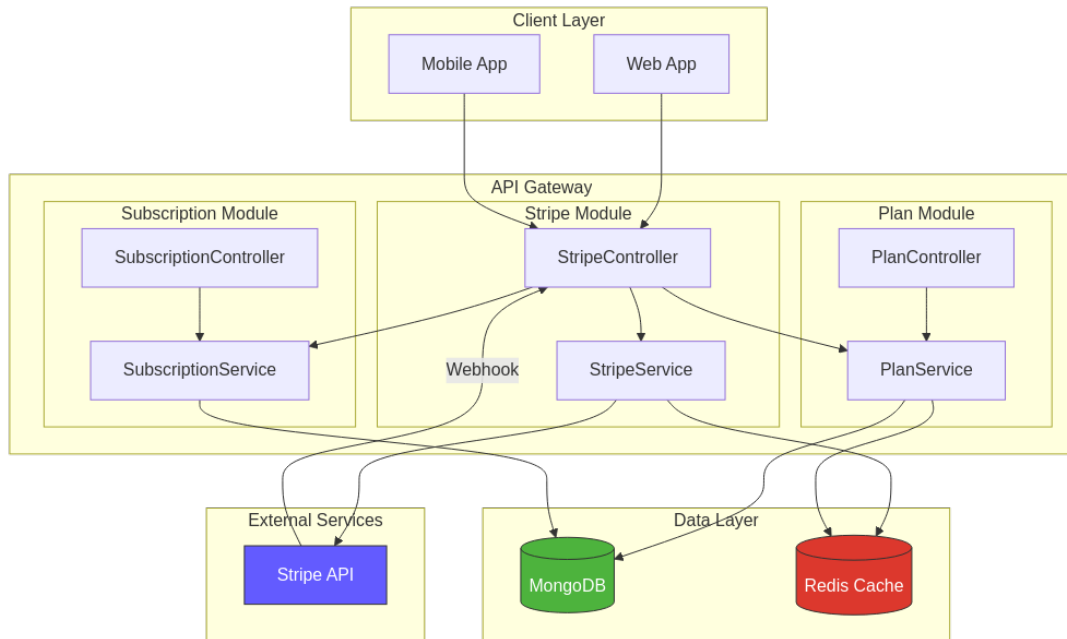 Client Layer
Mobile App
Web App
API Gateway
Subscription Module
Stripe Module
Plan Module
SubscriptionController
StripeController
PlanController
SubscriptionService
Webhook
StripeService
PlanService
External Services
Data Layer
Stripe API
MongoDB
Redis Cache